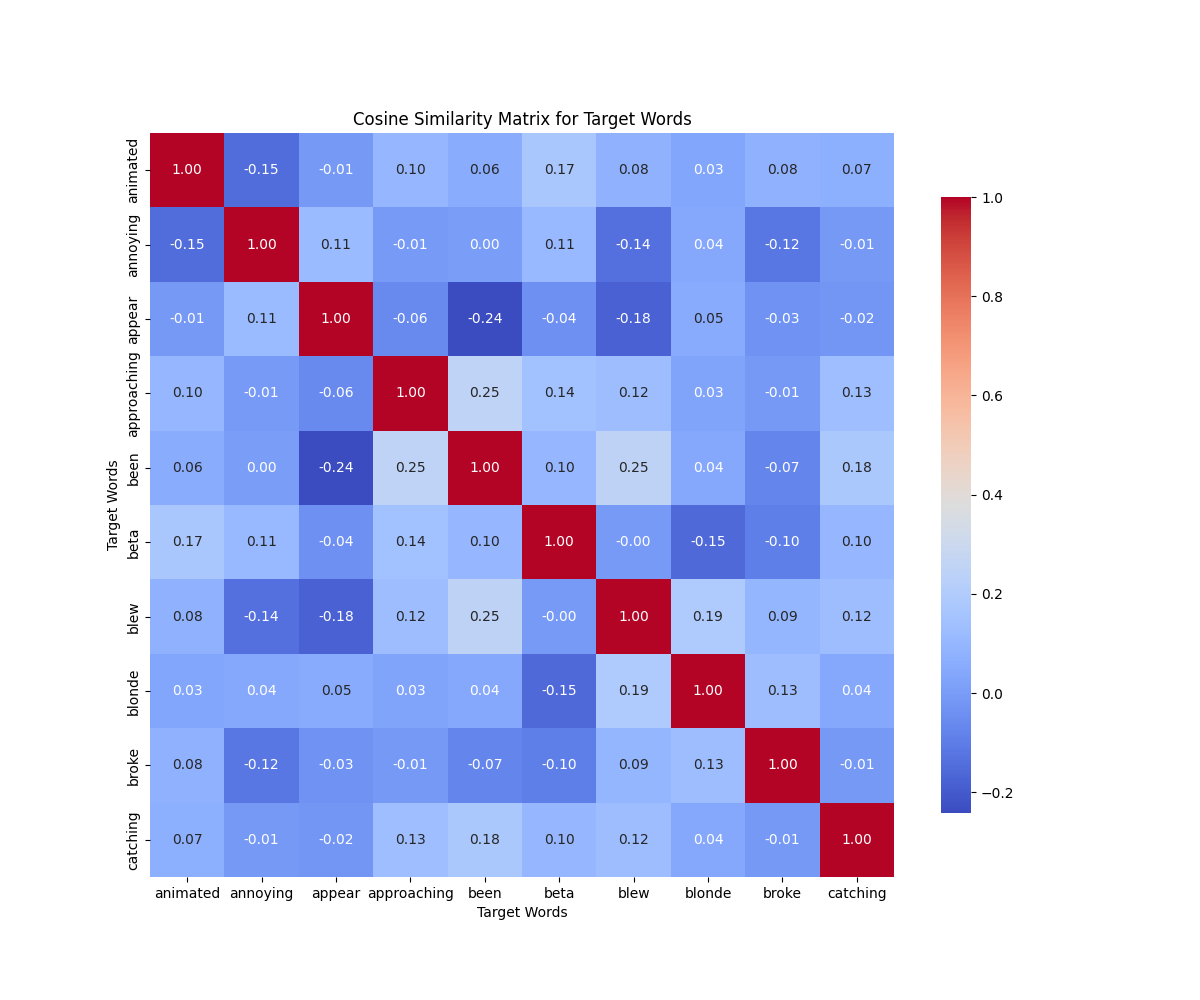 Cosine Similarity Matrix for Target Words
animated 1.00 -0.15 -0.01 0.10 0.06 0.17 0.08 0.03 0.08 0.07
annoying -0.15 1.00 0.11 -0.01 0.00 0.11 -0.14 0.04 -0.12 -0.01
appear -0.01 0.11 1.00 -0.06 -0.24 -0.04 -0.18 0.05 -0.03 -0.02
approaching 0.10 -0.01 -0.06 1.00 0.25 0.14 0.12 0.03 -0.01 0.13
been 0.06 0.00 -0.24 0.25 1.00 0.10 0.25 0.04 -0.07 0.18
beta 0.17 0.11 -0.04 0.14 0.10 1.00 -0.00 -0.15 -0.10 0.10
blew 0.08 -0.14 -0.18 0.12 0.25 -0.00 1.00 0.19 0.09 0.12
blonde 0.03 0.04 0.05 0.03 0.04 -0.15 0.19 1.00 0.13 0.04
broke 0.08 -0.12 -0.03 -0.01 -0.07 -0.10 0.09 0.13 1.00 -0.01
catching 0.07 -0.01 -0.02 0.13 0.18 0.10 0.12 0.04 -0.01 1.00
animated annoying appear approaching been beta blew blonde broke catching
Target Words
Target Words
1.0
0.8
0.6
0.4
0.2
0.0
−0.2